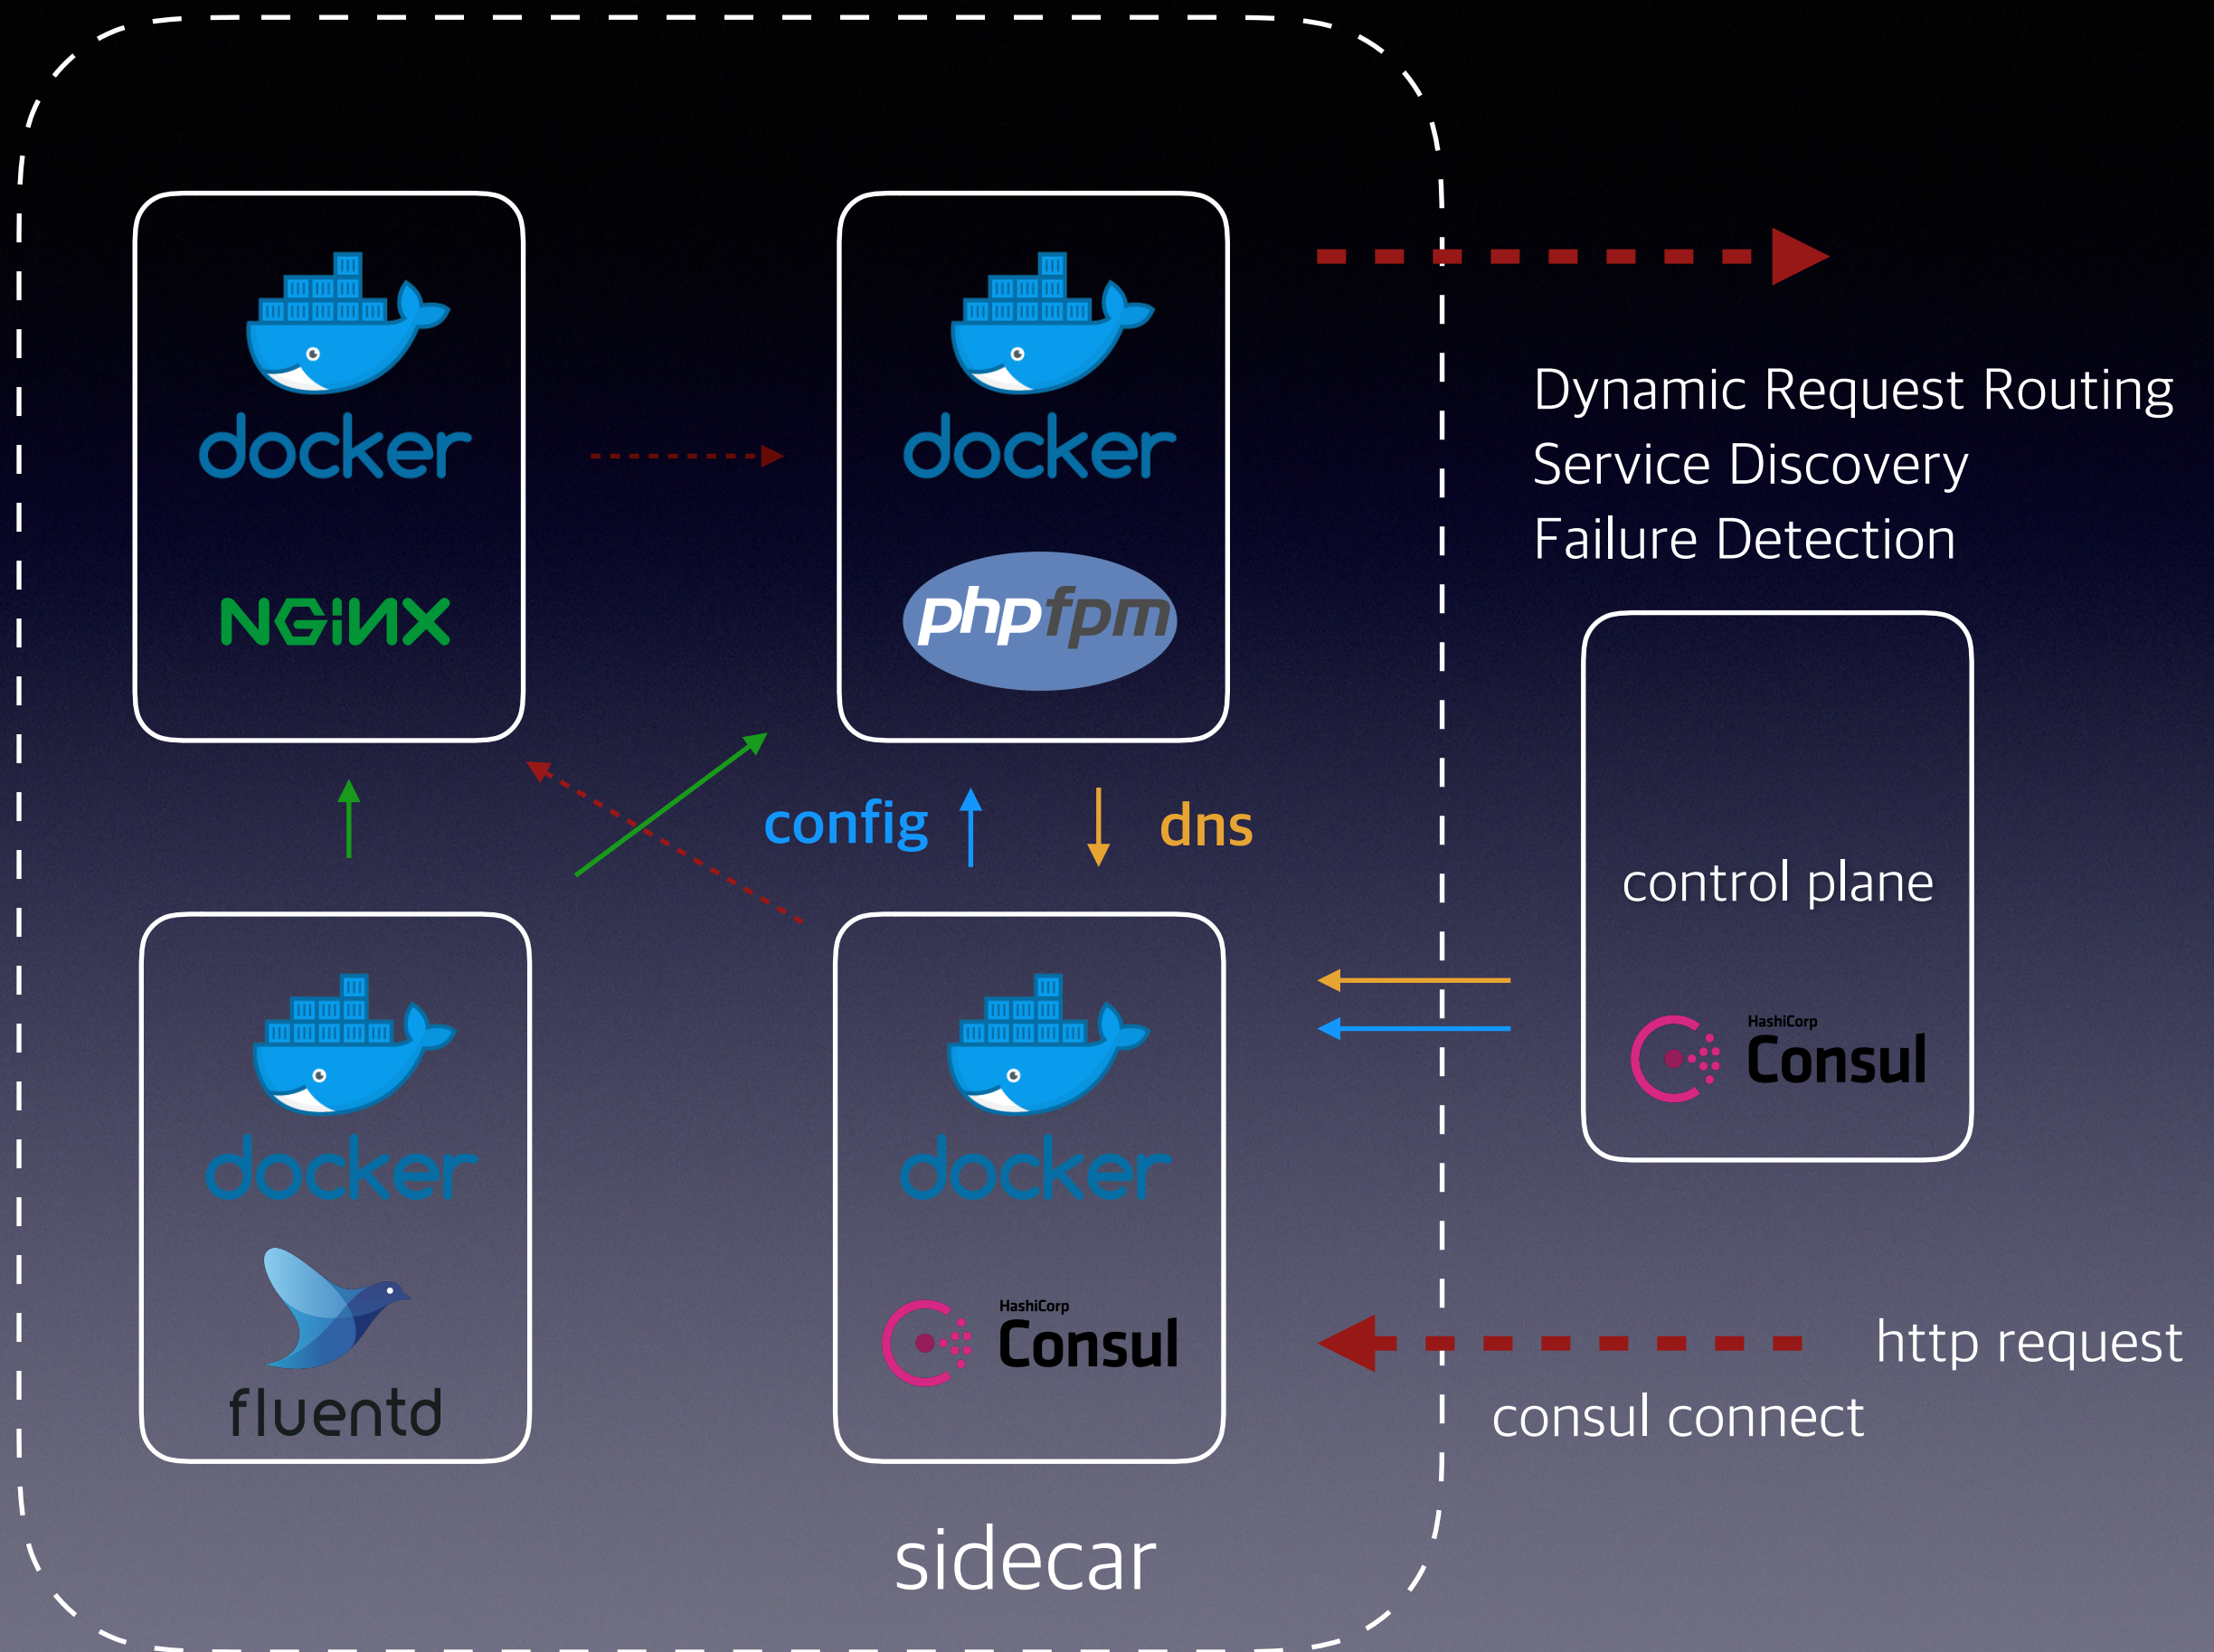 docker
NGiNX
docker
php fpm
Dynamic Request Routing
Service Discovery
Failure Detection
config
dns
control plane
HashiCorp
Consul
docker
fluentd
docker
HashiCorp
Consul
http request
consul connect
sidecar